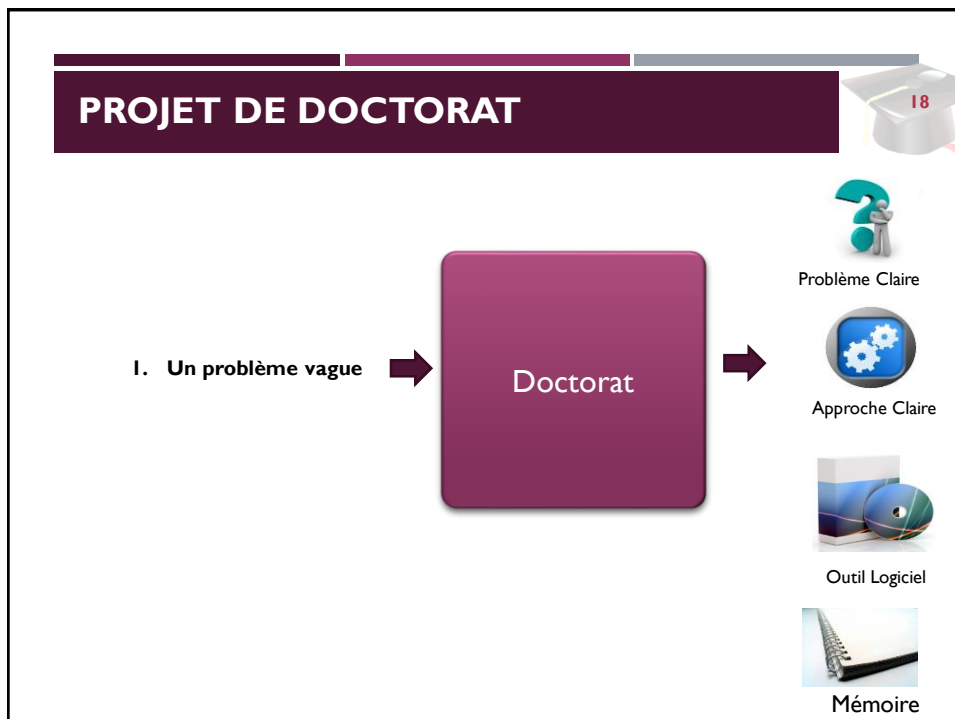 PROJET DE DOCTORAT
18
Problème Claire
1. Un problème vague
Doctorat
Approche Claire
Outil Logiciel
Mémoire